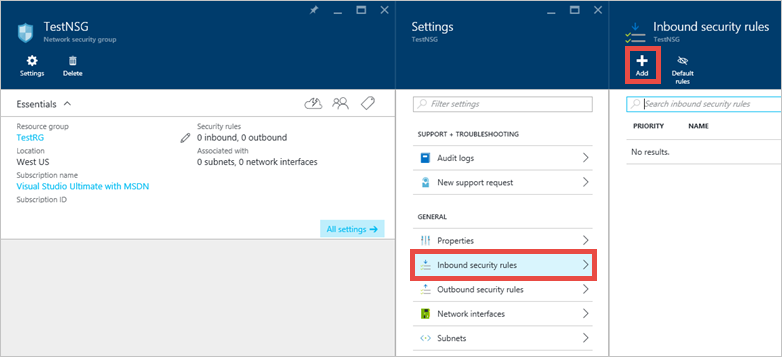 TestNSG
Network security group
Settings
Delete
Essentials
Resource group
TestRG
Location
West US
Subscription name
Visual Studio Ultimate with MSDN
Subscription ID
Security rules
0 inbound, 0 outbound
Associated with
0 subnets, 0 network interfaces
All settings
Settings
TestNSG
Filter settings
SUPPORT + TROUBLESHOOTING
Audit logs
New support request
GENERAL
Properties
Inbound security rules
Outbound security rules
Network interfaces
Subnets
Inbound security rules
TestNSG
Add
Default
rules
Search inbound security rules
PRIORITY NAME
No results.